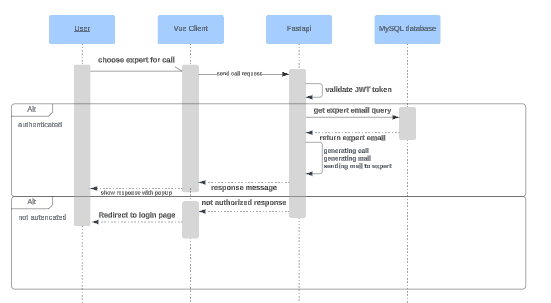 User
Vue Client
Fastapi
MySQL database
choose expert for call
send call request
validate JWT token
Alt
get expert email query
authenticated
return expert email
generating call
generating mail
sending mail to expert
response message
show response with popup
Alt
not authorized response
not autencated
Redirect to login page